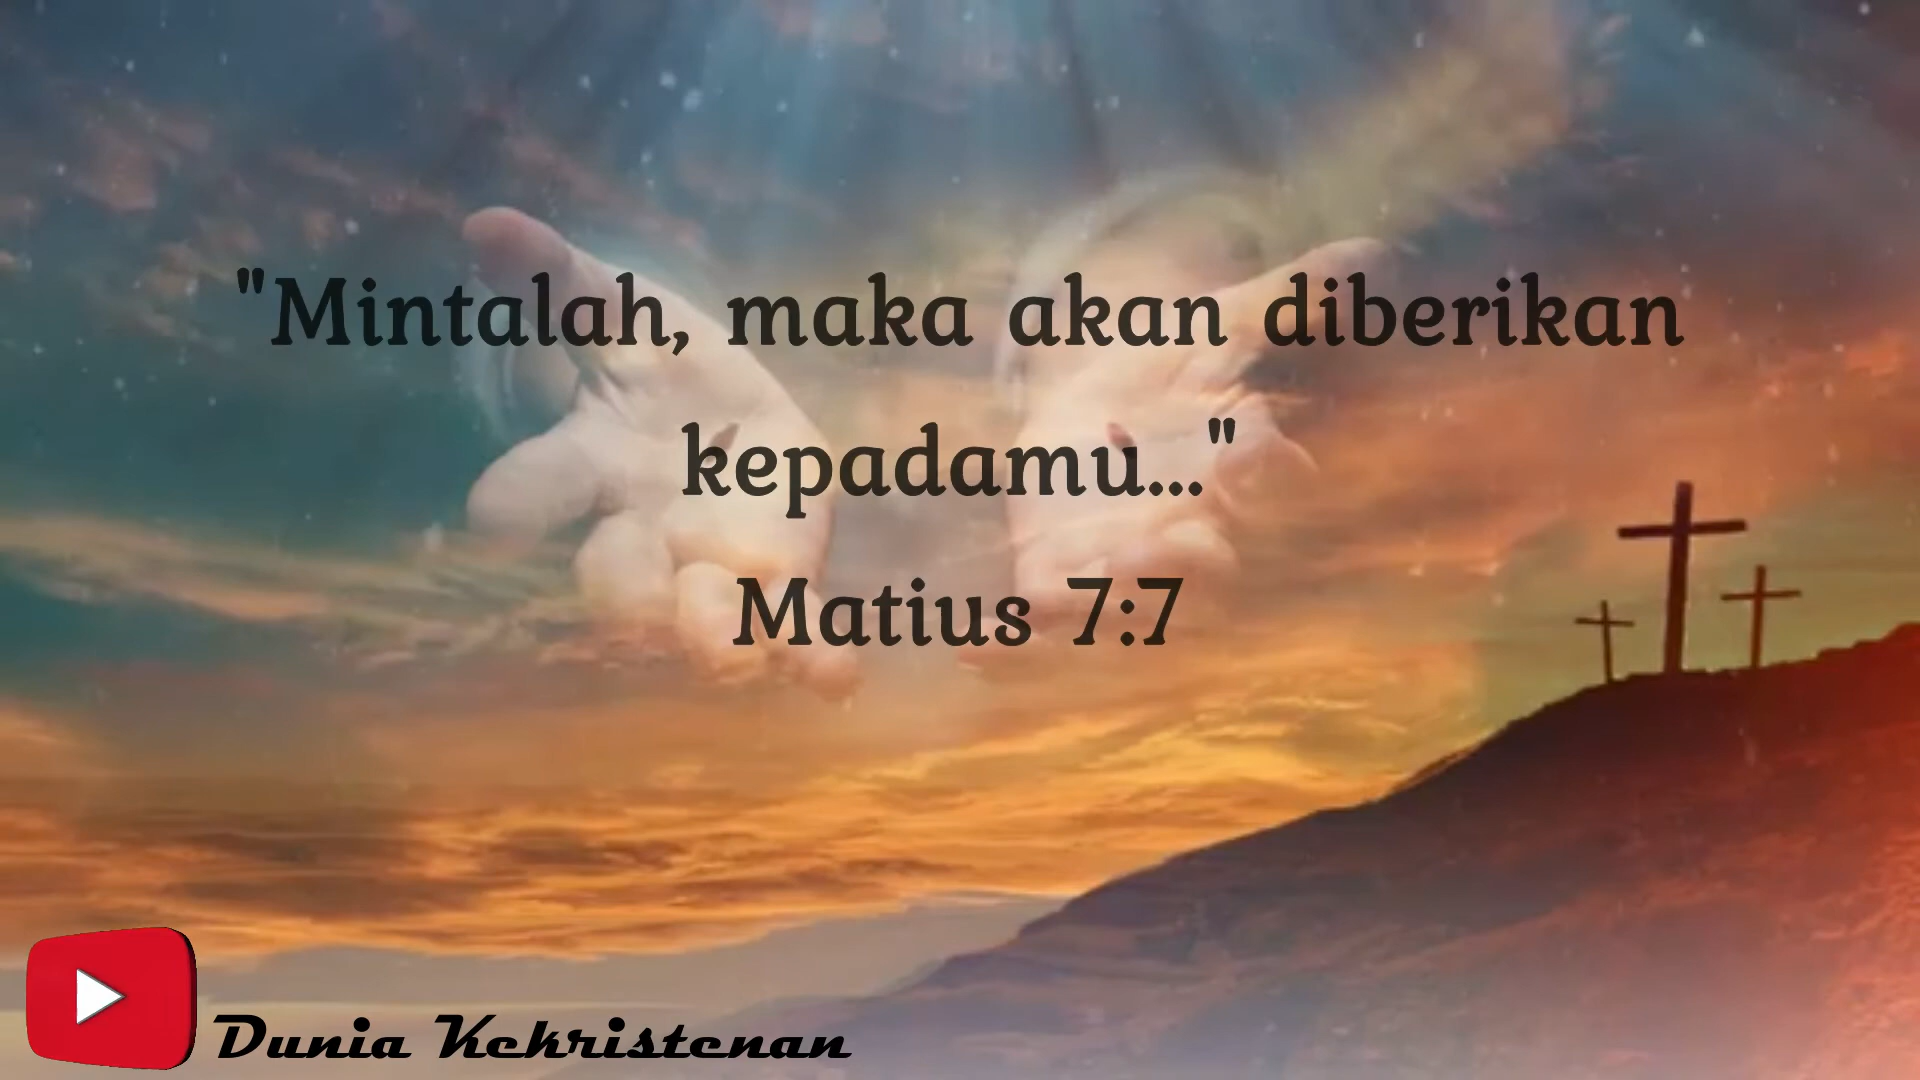 "Mintalah, maka akan diberikan
kepadamu..."
Matius 7:7
Dunia Kekristenan